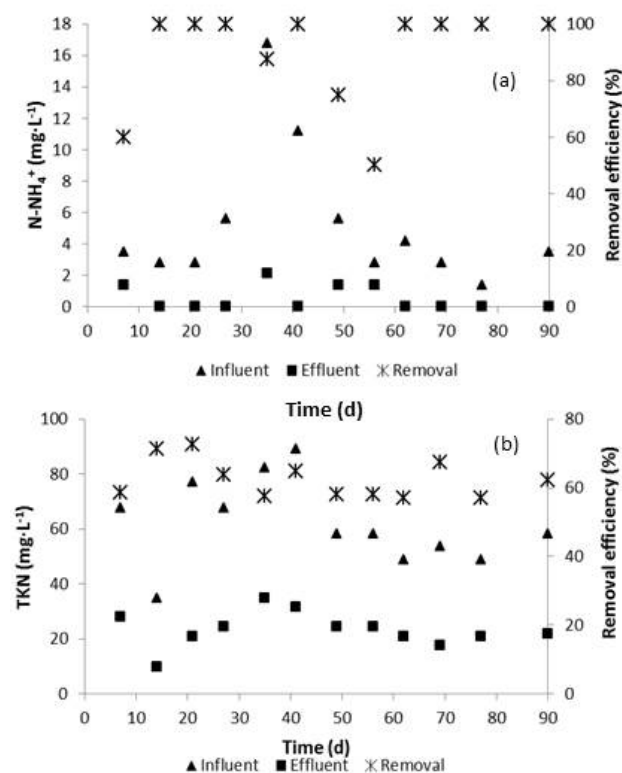 18 100
16
14 (a) 80
12
10 60
8
6 40
4
20
2
0 0
0 10 20 30 40 50 60 70 80 90
N-NH₄⁺ (mg·L⁻¹)
Removal efficiency (%)
▲ Influent ■ Effluent Removal
Time (d)
100 80
(b)
80
60
60
40
40
20
20
0 0
0 10 20 30 40 50 60 70 80 90
TKN (mg·L⁻¹)
Removal efficiency (%)
Time (d)
▲ Influent ■ Effluent Removal